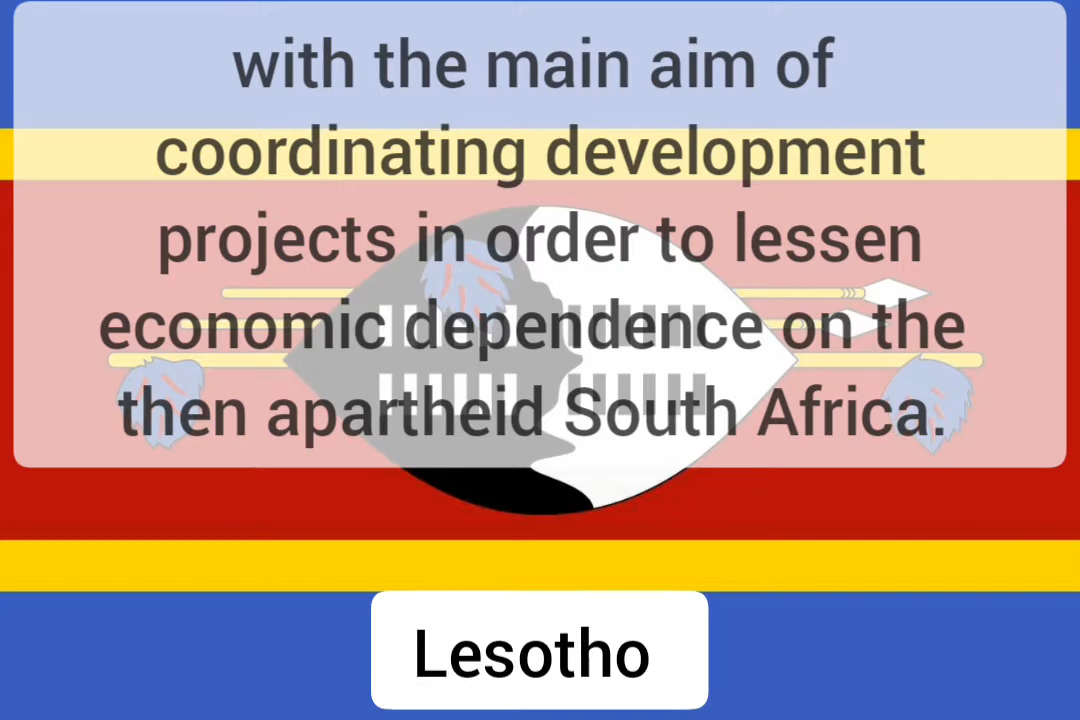 with the main aim of
coordinating development
projects in order to lessen
economic dependence on the
then apartheid South Africa.
Lesotho